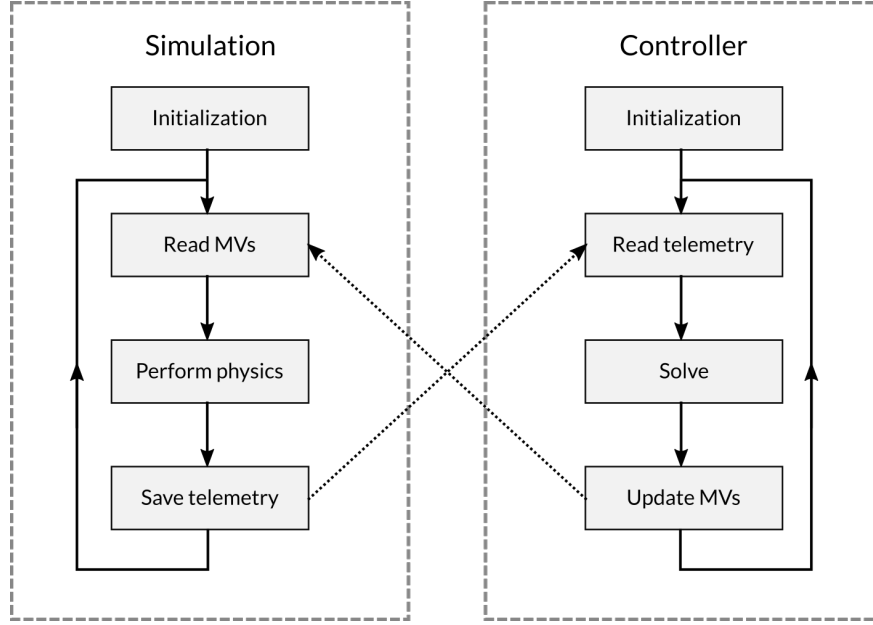 Simulation
Initialization
Read MVs
Perform physics
Save telemetry
Controller
Initialization
Read telemetry
Solve
Update MVs